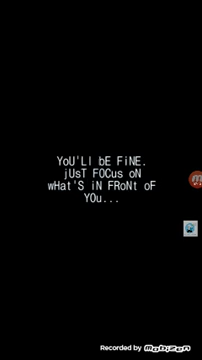 YoU'Ll bE FiNE.
jUsT FOCus oN
wHat'S iN FRoNt oF
YOu...
Recorded by Mobizen